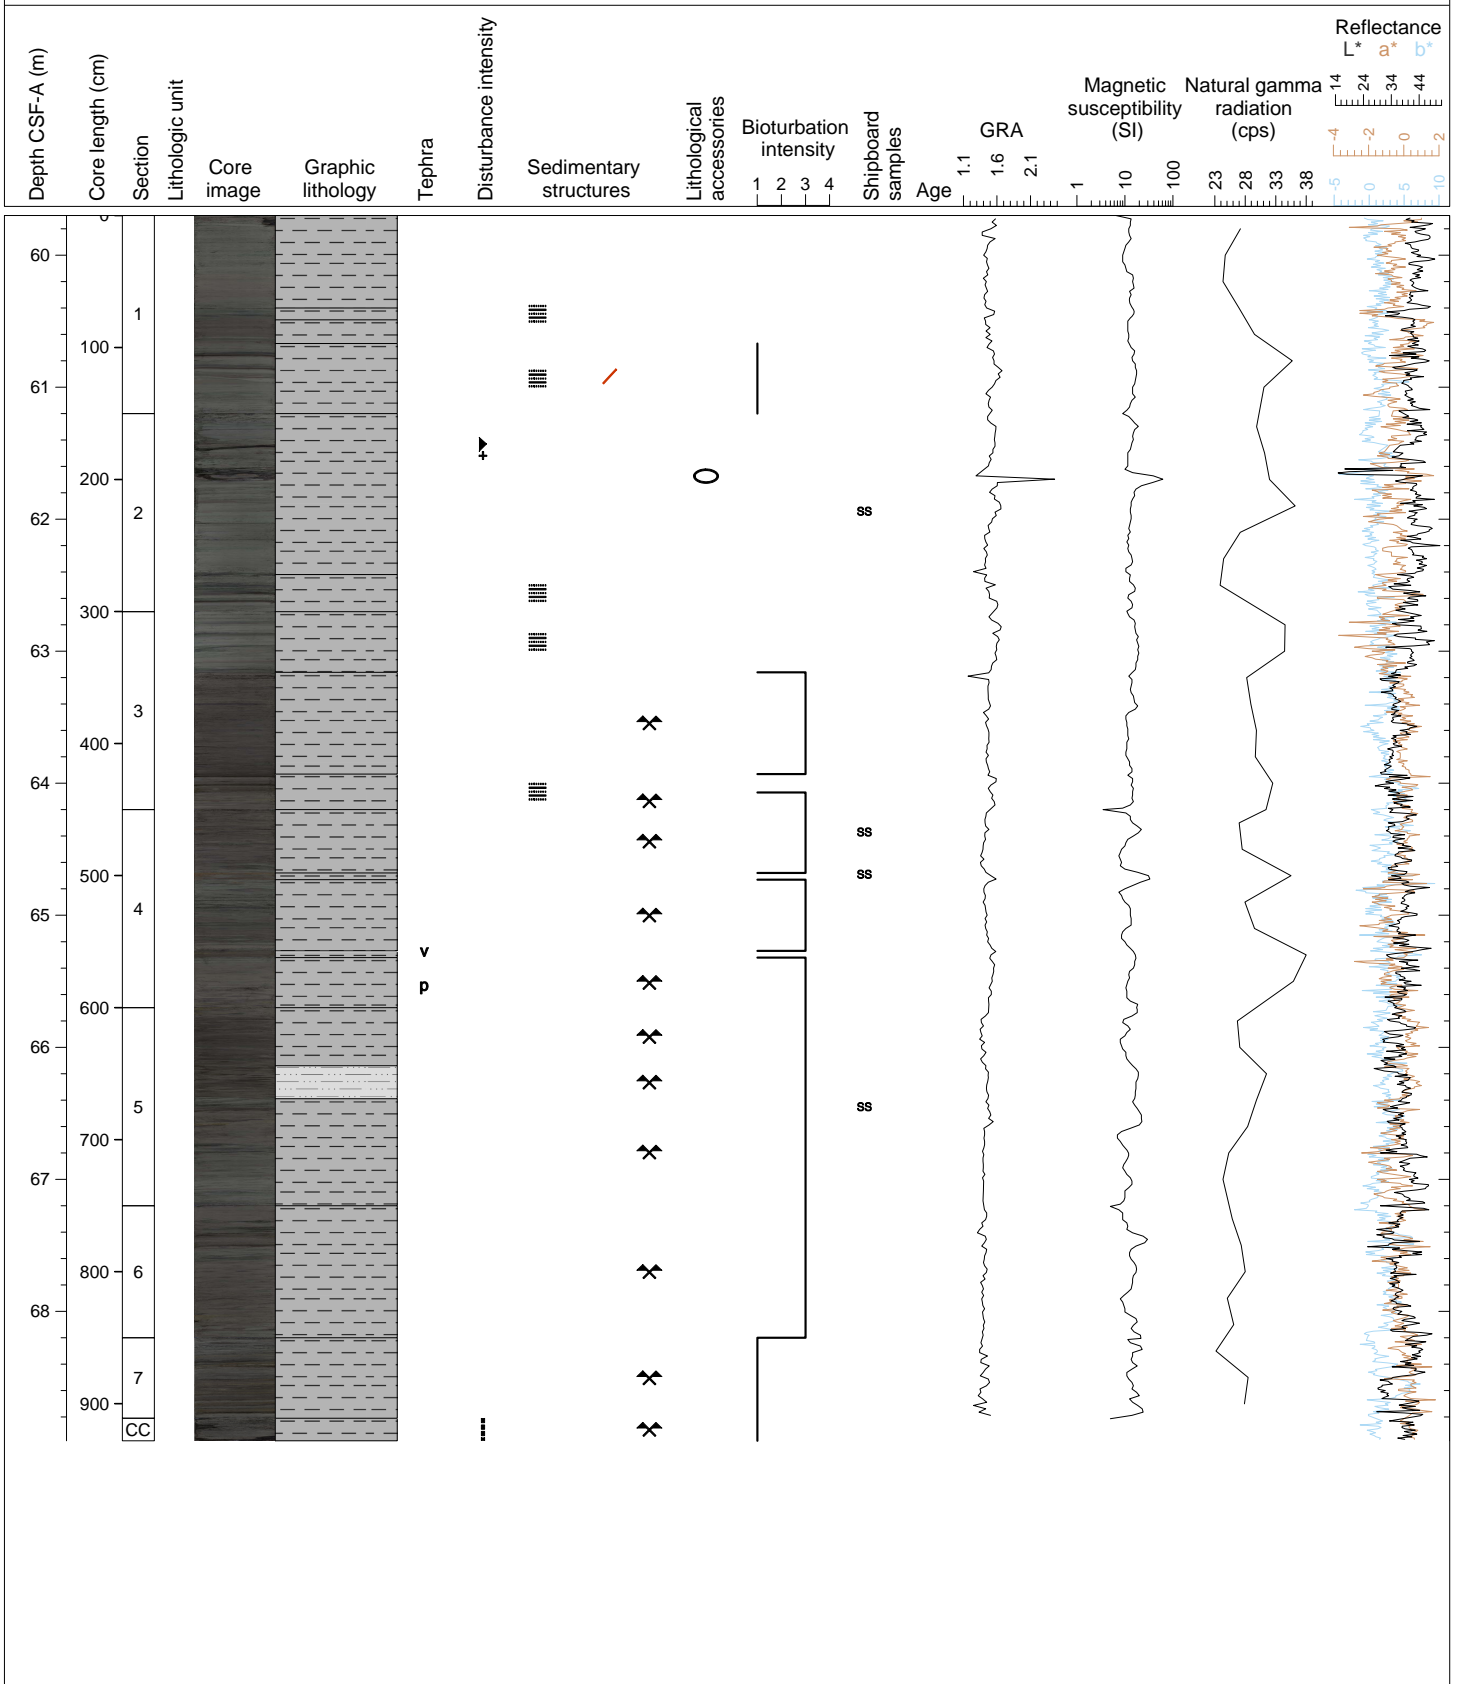 Depth CSF-A (m)
Core length (cm)
Section
Lithologic unit
Core
image
Graphic
lithology
Tephra
Disturbance intensity
Sedimentary
structures
Lithological
accessories
Bioturbation
intensity
1 2 3 4
Shipboard
samples
Age
GRA
1.1 1.6 2.1
Magnetic
susceptibility
(SI)
1 10 100
Natural gamma
radiation
(cps)
23 28 33 38
Reflectance
L* a* b*
14 24 34 44
-4 -2 0 2
-5 0 5 10
0
60
1
100
61
200
2
ss
62
300
63
3
400
64
ss
500
ss
4
65
v
p
600
66
5
ss
700
67
800
6
68
7
900
CC